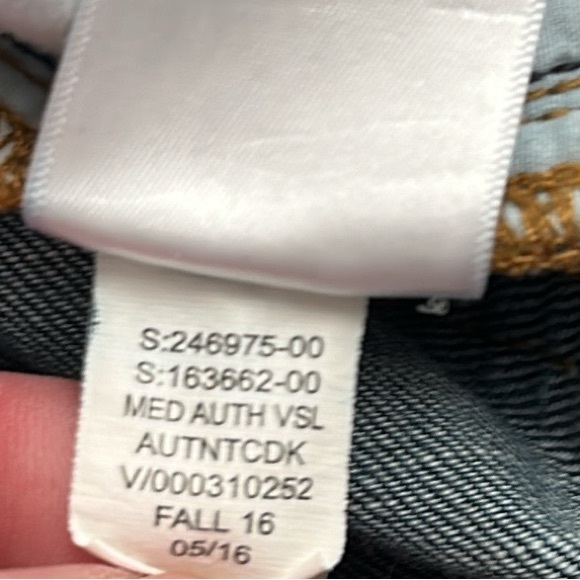 S:246975-00
S:163662-00
MED AUTH VSL
AUTNTCDK
V/000310252
FALL 16
05/16